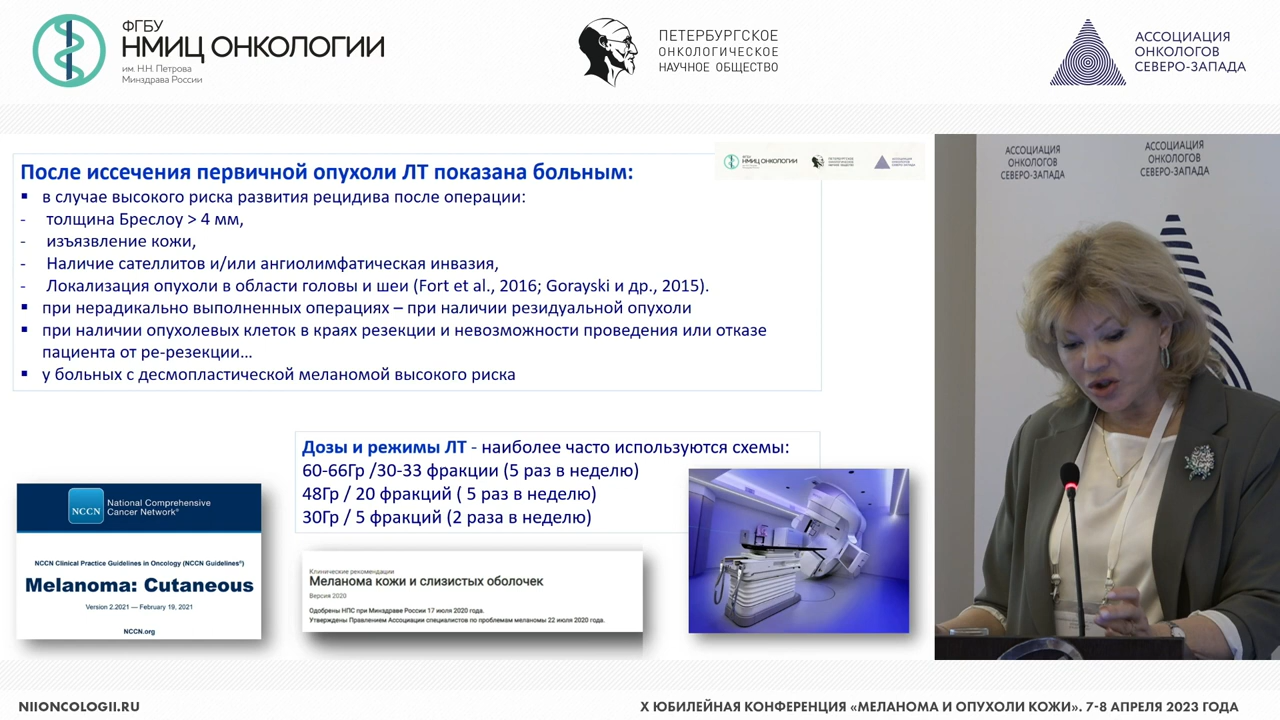 ФГБУ
НМИЦ ОНКОЛОГИИ
им. Н.Н. Петрова
Минздрава России
ПЕТЕРБУРГСКОЕ
ОНКОЛОГИЧЕСКОЕ
НАУЧНОЕ ОБЩЕСТВО
АССОЦИАЦИЯ
ОНКОЛОГОВ
СЕВЕРО-ЗАПАДА
НМИЦ ОНКОЛОГИИ
После иссечения первичной опухоли ЛТ показана больным:
▪ в случае высокого риска развития рецидива после операции:
- толщина Бреслоу > 4 мм,
- изъязвление кожи,
- Наличие сателлитов и/или ангиолимфатическая инвазия,
- Локализация опухоли в области головы и шеи (Fort et al., 2016; Gorayski и др., 2015).
▪ при нерадикально выполненных операциях – при наличии резидуальной опухоли
▪ при наличии опухолевых клеток в краях резекции и невозможности проведения или отказе
пациента от ре-резекции...
▪ у больных с десмопластической меланомой высокого риска
Дозы и режимы ЛТ - наиболее часто используются схемы:
60-66Гр /30-33 фракции (5 раз в неделю)
48Гр / 20 фракций ( 5 раз в неделю)
30Гр / 5 фракций (2 раза в неделю)
NCCN
National Comprehensive
Cancer Network®
NCCN Clinical Practice Guidelines in Oncology (NCCN Guidelines®)
Melanoma: Cutaneous
Version 2.2021 — February 19, 2021
NCCN.org
Клинические рекомендации
Меланома кожи и слизистых оболочек
Версия 2020
Одобрены НПС при Минздраве России 17 июля 2020 года.
Утверждены Правлением Ассоциации специалистов по проблемам меланомы 22 июля 2020 года.
АССОЦИАЦИЯ
ОНКОЛОГОВ
СЕВЕРО-ЗАПАДА
АССОЦИАЦИЯ
ОНКОЛОГОВ
СЕВЕРО-ЗАПАДА
NIIONCOLOGII.RU
X ЮБИЛЕЙНАЯ КОНФЕРЕНЦИЯ «МЕЛАНОМА И ОПУХОЛИ КОЖИ». 7-8 АПРЕЛЯ 2023 ГОДА